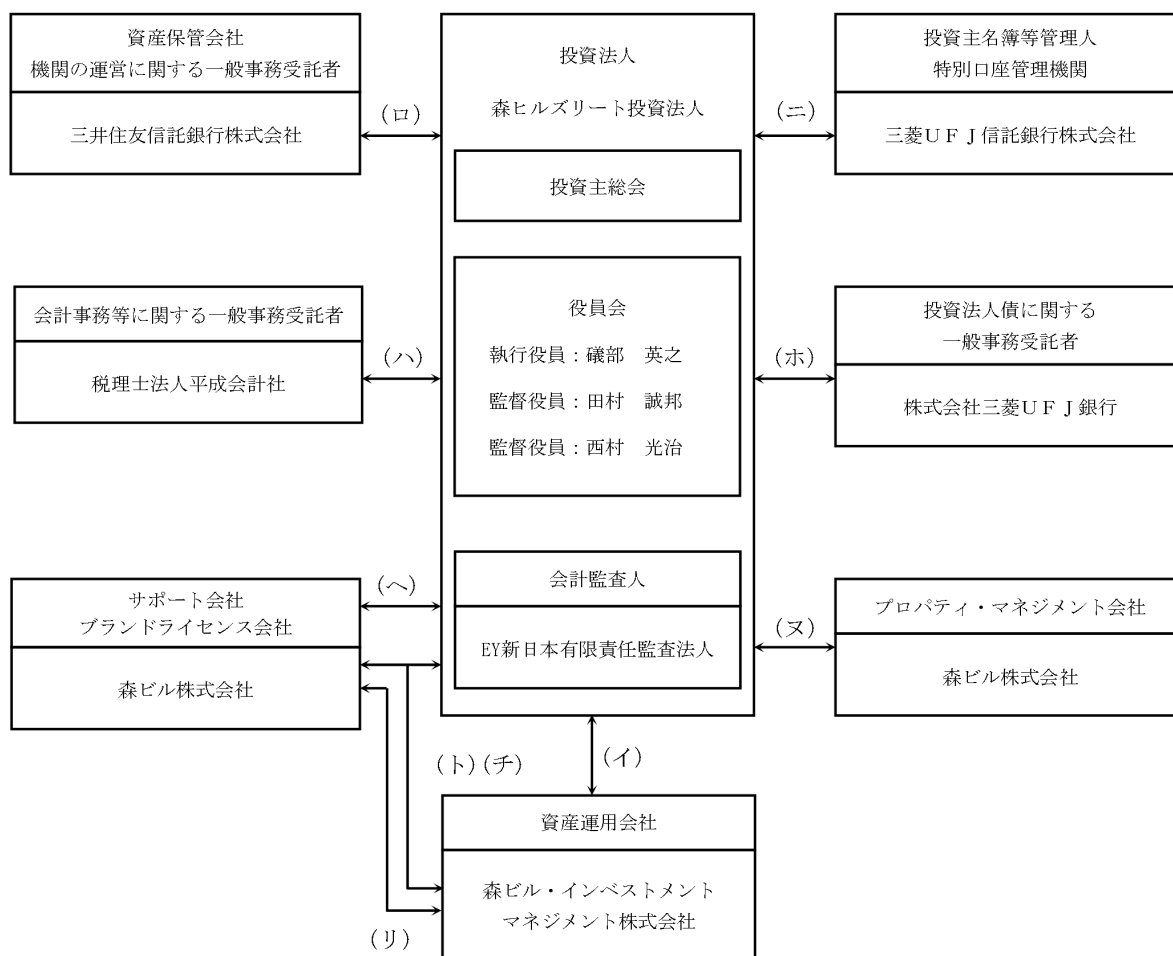 資産保管会社
機関の運営に関する一般事務受託者
三井住友信託銀行株式会社
(ロ)
投資法人
森ヒルズリート投資法人
投資主総会
(ニ)
投資主名簿等管理人
特別口座管理機関
三菱UFJ信託銀行株式会社
会計事務等に関する一般事務受託者
税理士法人平成会計社
(ハ)
役員会
執行役員:礒部 英之
監督役員:田村 誠邦
監督役員:西村 光治
(ホ)
投資法人債に関する
一般事務受託者
株式会社三菱UFJ銀行
サポート会社
ブランドライセンス会社
森ビル株式会社
(ヘ)
会計監査人
EY新日本有限責任監査法人
(ヌ)
プロパティ・マネジメント会社
森ビル株式会社
(ト)(チ)
(イ)
資産運用会社
森ビル・インベストメント
マネジメント株式会社
(リ)